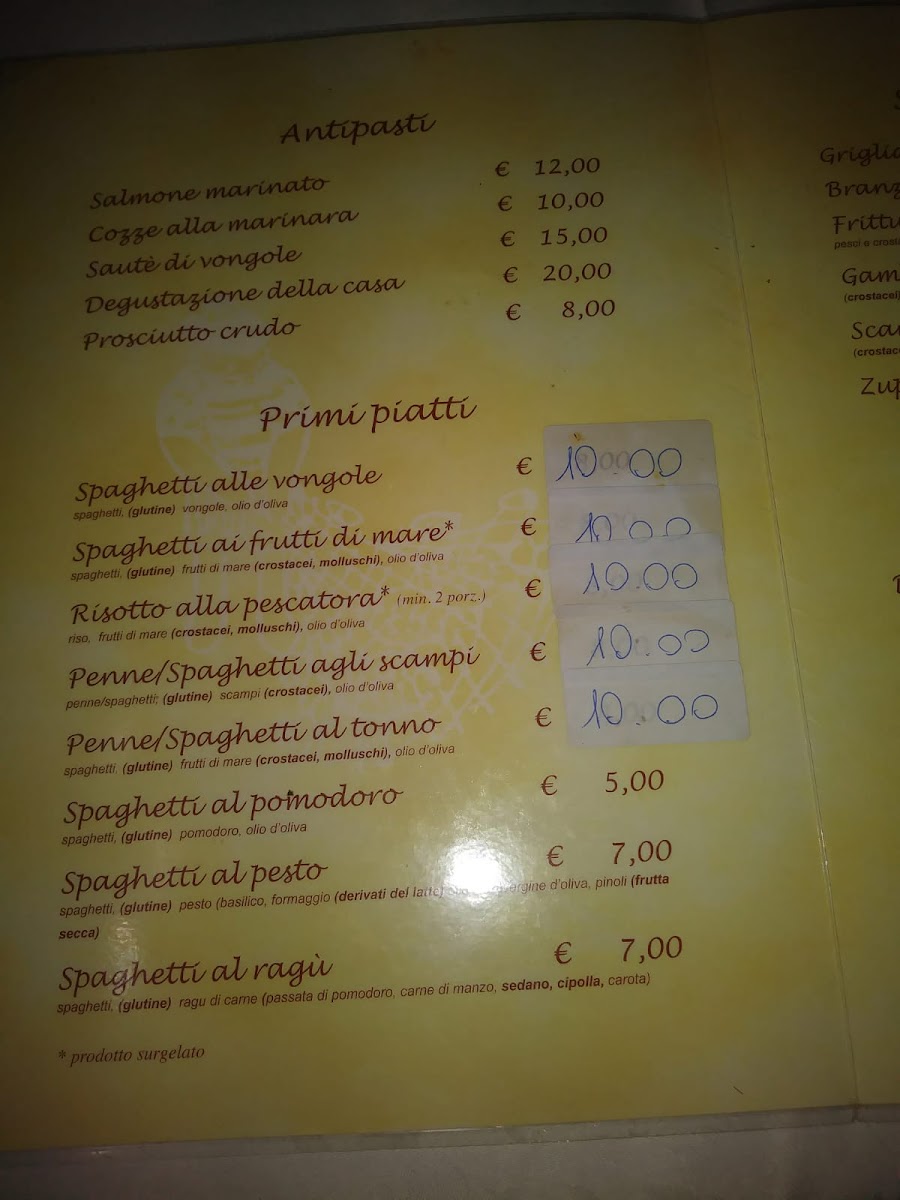 Antipasti
Salmone marinato € 12,00
Cozze alla marinara € 10,00
Sautè di vongole € 15,00
Degustazione della casa € 20,00
Prosciutto crudo € 8,00
Primi piatti
Spaghetti alle vongole € 10.00
spaghetti, (glutine) vongole, olio d'oliva
Spaghetti ai frutti di mare* € 10.00
spaghetti, (glutine) frutti di mare (crostacei, molluschi), olio d'oliva
Risotto alla pescatora* (min. 2 porz.) € 10.00
riso, frutti di mare (crostacei, molluschi), olio d'oliva
Penne/Spaghetti agli scampi € 10.00
penne/spaghetti; (glutine) scampi (crostacei), olio d'oliva
Penne/Spaghetti al tonno € 10.00
spaghetti, (glutine) frutti di mare (crostacei, molluschi), olio d'oliva
Spaghetti al pomodoro € 5,00
spaghetti, (glutine) pomodoro, olio d'oliva
Spaghetti al pesto € 7,00
spaghetti, (glutine) pesto (basilico, formaggio (derivati del latte) d'oliva, pinoli (frutta
secca)
Spaghetti al ragù € 7,00
spaghetti, (glutine) ragu di carne (passata di pomodoro, carne di manzo, sedano, cipolla, carota)
* prodotto surgelato